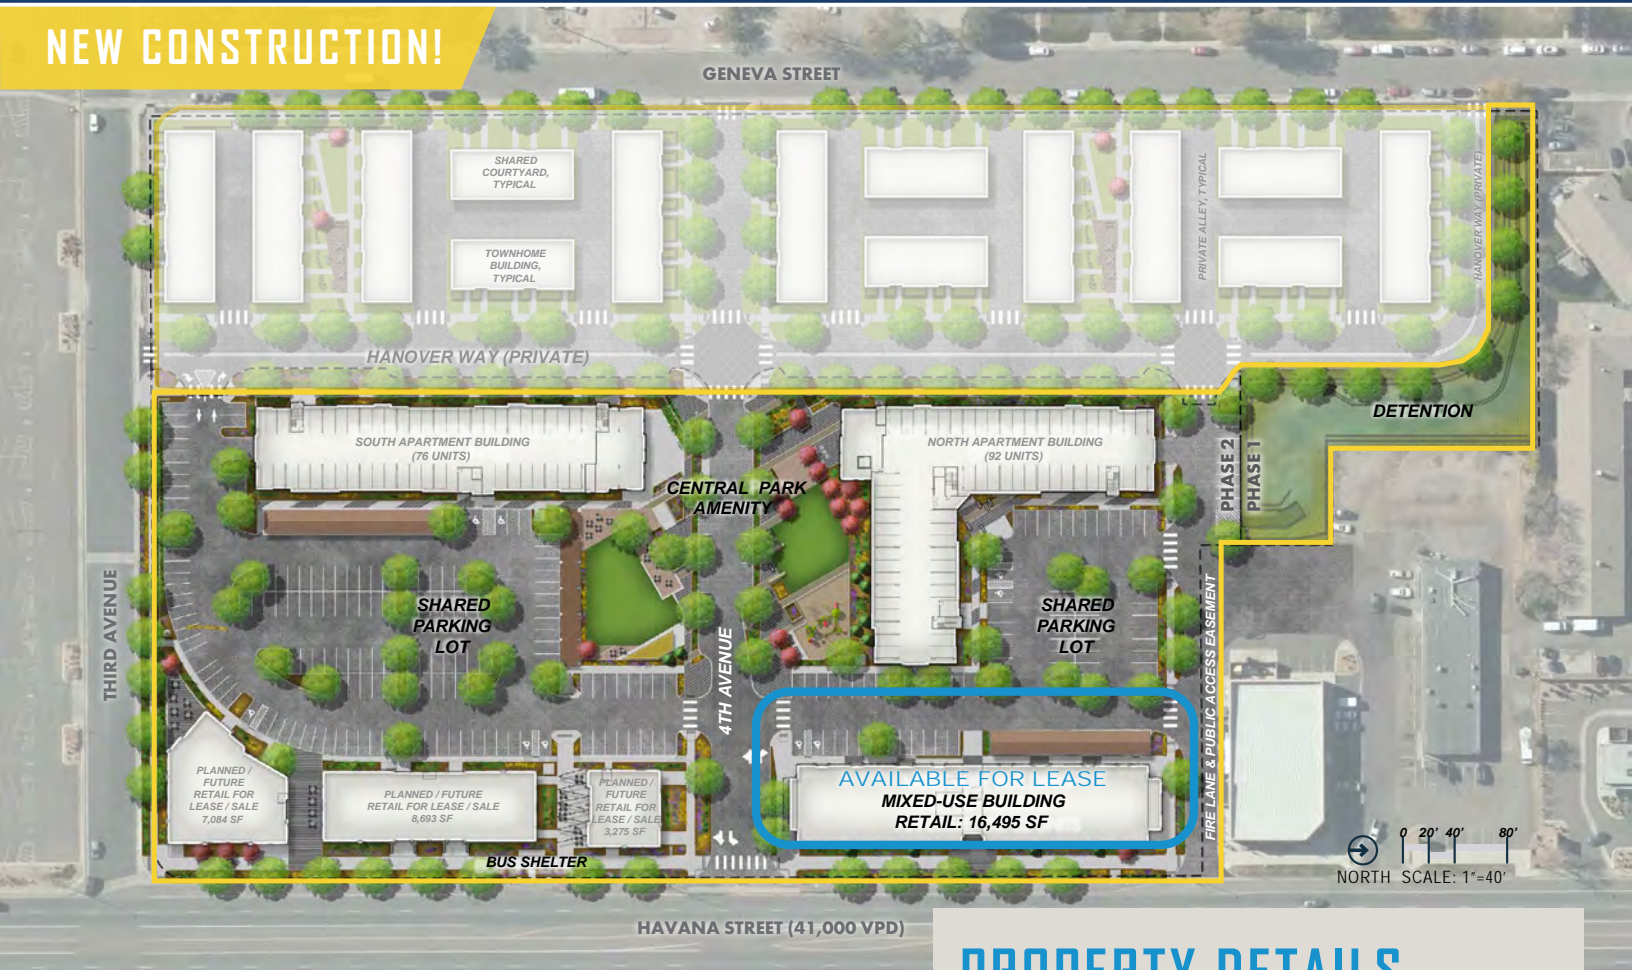 NEW CONSTRUCTION!
GENEVA STREET
SHARED
COURTYARD,
TYPICAL
TOWNHOME
BUILDING,
TYPICAL
PRIVATE ALLEY, TYPICAL
HANOVER WAY (PRIVATE)
HANOVER WAY (PRIVATE)
DETENTION
SOUTH APARTMENT BUILDING
(76 UNITS)
NORTH APARTMENT BUILDING
(92 UNITS)
PHASE 2
PHASE 1
CENTRAL PARK
AMENITY
THIRD AVENUE
SHARED
PARKING
LOT
4TH AVENUE
SHARED
PARKING
LOT
FIRE LANE & PUBLIC ACCESS EASEMENT
PLANNED /
FUTURE
RETAIL FOR
LEASE / SALE
7,084 SF
PLANNED / FUTURE
RETAIL FOR LEASE / SALE
8,693 SF
PLANNED /
FUTURE
RETAIL FOR
LEASE / SALE
3,275 SF
AVAILABLE FOR LEASE
MIXED-USE BUILDING
RETAIL: 16,495 SF
BUS SHELTER
0 20' 40' 80'
NORTH SCALE: 1"=40'
HAVANA STREET (41,000 VPD)
PROPERTY DETAILS